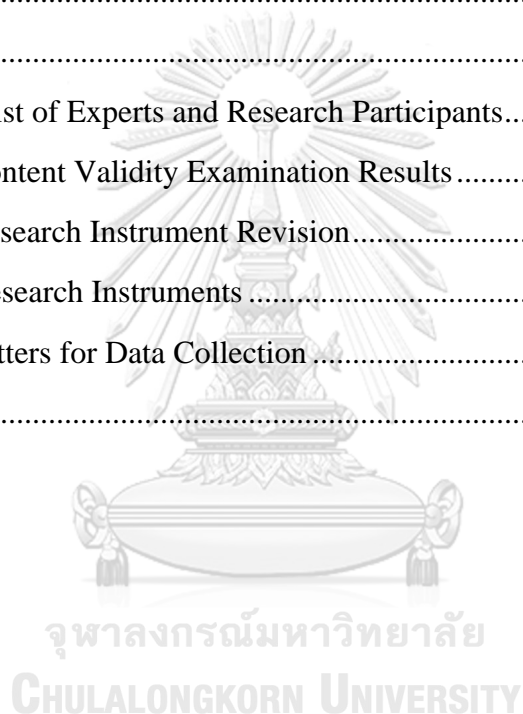 ................................................................
................................................................
ist of Experts and Research Participants...
ontent Validity Examination Results.......
search Instrument Revision.................
esearch Instruments ............................
tters for Data Collection ....................
................................................................
จุฬาลงกรณ์มหาวิทยาลัย
CHULALONGKORN UNIVERSITY